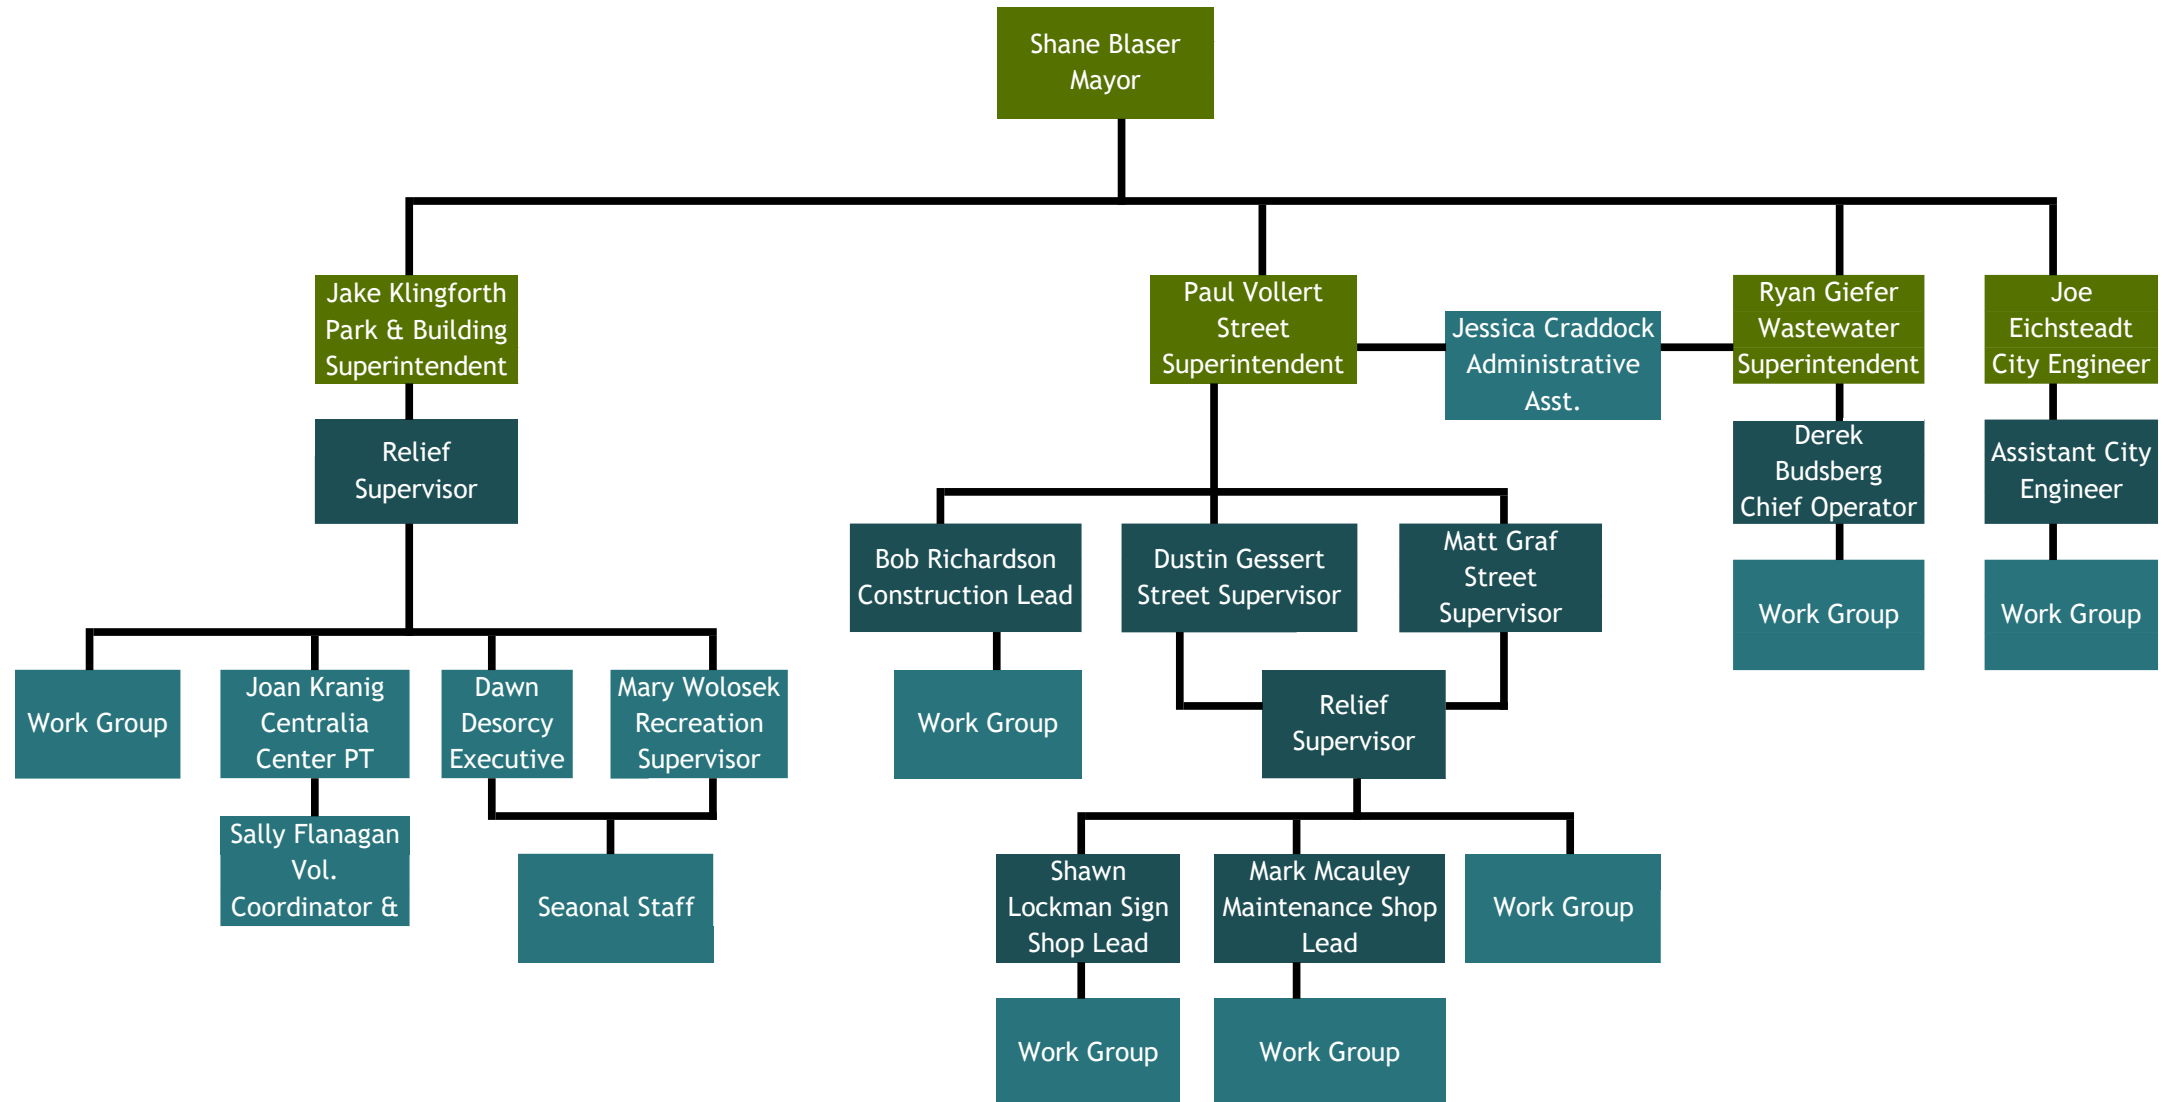 Shane Blaser
Mayor
Jake Klingforth
Park & Building
Superintendent
Paul Vollert
Street
Superintendent
Jessica Craddock
Administrative
Asst.
Ryan Giefer
Wastewater
Superintendent
Joe
Eichsteadt
City Engineer
Relief
Supervisor
Derek
Budsberg
Chief Operator
Assistant City
Engineer
Bob Richardson
Construction Lead
Dustin Gessert
Street Supervisor
Matt Graf
Street
Supervisor
Work Group
Work Group
Work Group
Joan Kranig
Centralia
Center PT
Dawn
Desorcy
Executive
Mary Wolosek
Recreation
Supervisor
Work Group
Relief
Supervisor
Sally Flanagan
Vol.
Coordinator &
Seaonal Staff
Shawn
Lockman Sign
Shop Lead
Mark Mcauley
Maintenance Shop
Lead
Work Group
Work Group
Work Group